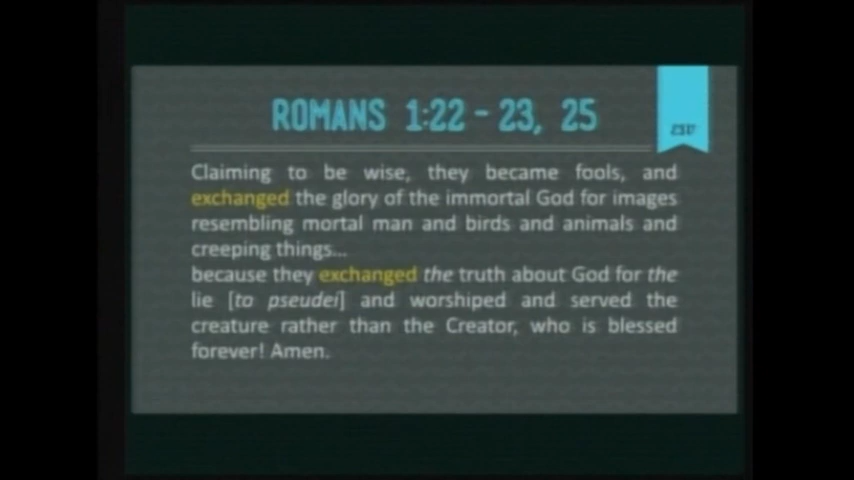 ROMANS 1:22 - 23, 25
Claiming to be wise, they became fools, and
exchanged the glory of the immortal God for images
resembling mortal man and birds and animals and
creeping things...
because they exchanged the truth about God for the
lie [to pseudei] and worshiped and served the
creature rather than the Creator, who is blessed
forever! Amen.